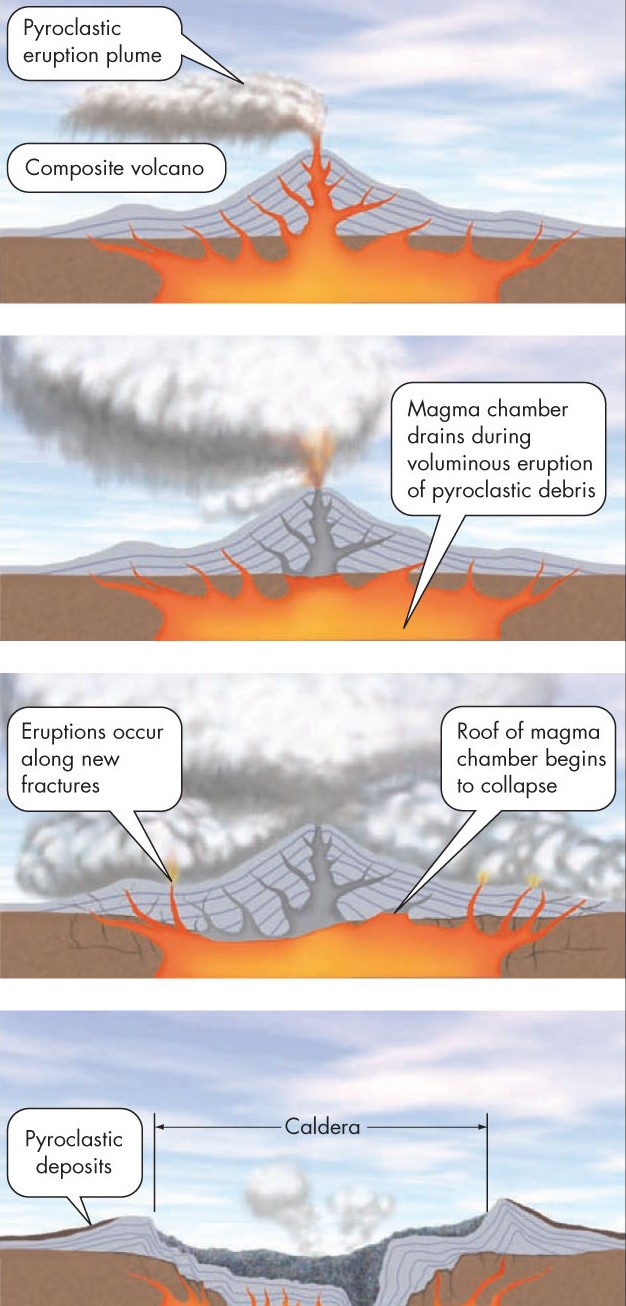 Pyroclastic
eruption plume
Composite volcano
Magma chamber
drains during
voluminous eruption
of pyroclastic debris
Eruptions occur
along new
fractures
Roof of magma
chamber begins
to collapse
Caldera
Pyroclastic
deposits